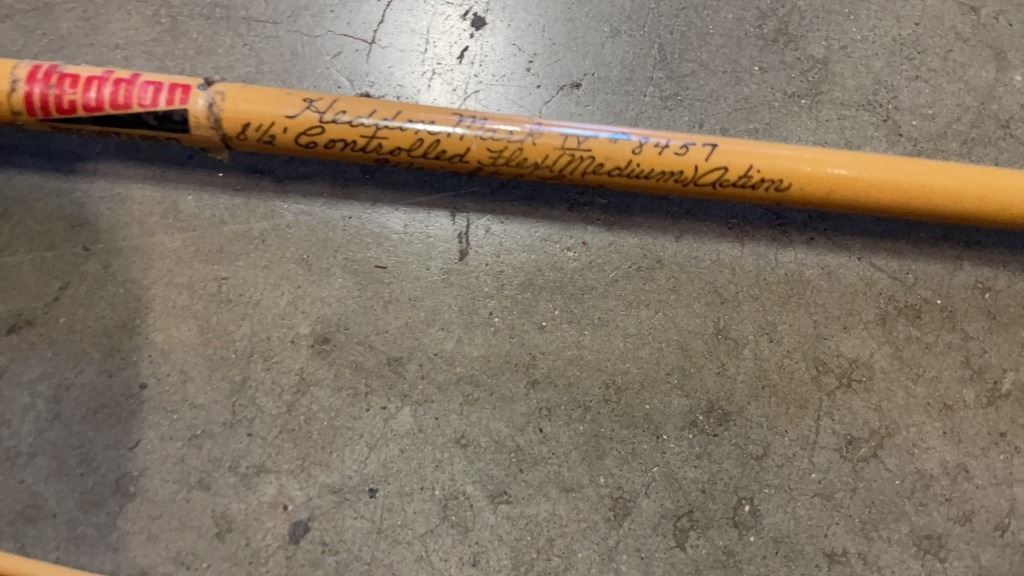 Heddon
Heddon Mark IV #8457
8½' Controlled Flex (Medium) Action